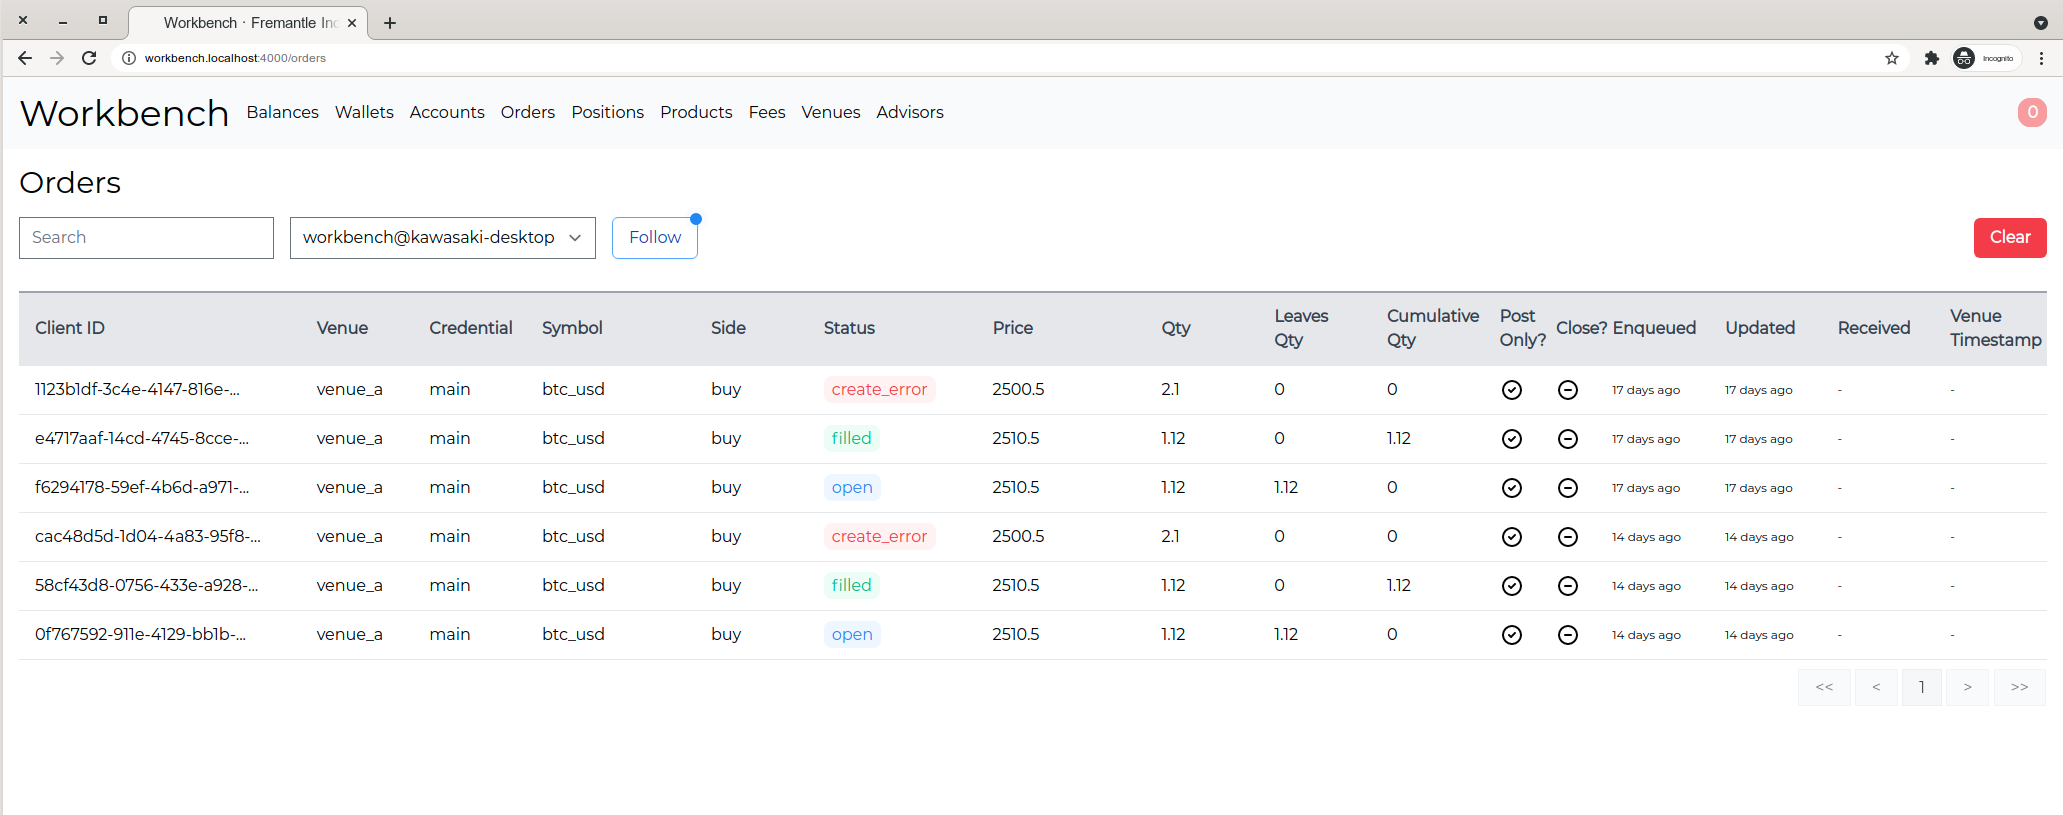 Workbench · Fremantle Inc
workbench.localhost:4000/orders
Incognito
Workbench Balances Wallets Accounts Orders Positions Products Fees Venues Advisors 0
Orders
Search workbench@kawasaki-desktop Follow Clear
Client ID Venue Credential Symbol Side Status Price Qty Leaves Qty Cumulative Qty Post Only? Close? Enqueued Updated Received Venue Timestamp
1123b1df-3c4e-4147-816e-... venue_a main btc_usd buy create_error 2500.5 2.1 0 0 17 days ago 17 days ago - -
e4717aaf-14cd-4745-8cce-... venue_a main btc_usd buy filled 2510.5 1.12 0 1.12 17 days ago 17 days ago - -
f6294178-59ef-4b6d-a971-... venue_a main btc_usd buy open 2510.5 1.12 1.12 0 17 days ago 17 days ago - -
cac48d5d-1d04-4a83-95f8-... venue_a main btc_usd buy create_error 2500.5 2.1 0 0 14 days ago 14 days ago - -
58cf43d8-0756-433e-a928-... venue_a main btc_usd buy filled 2510.5 1.12 0 1.12 14 days ago 14 days ago - -
0f767592-911e-4129-bb1b-... venue_a main btc_usd buy open 2510.5 1.12 1.12 0 14 days ago 14 days ago - -
<< < 1 > >>